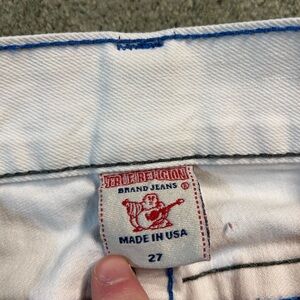 TRUE RELIGION
BRAND JEANS ®
MADE IN USA
27